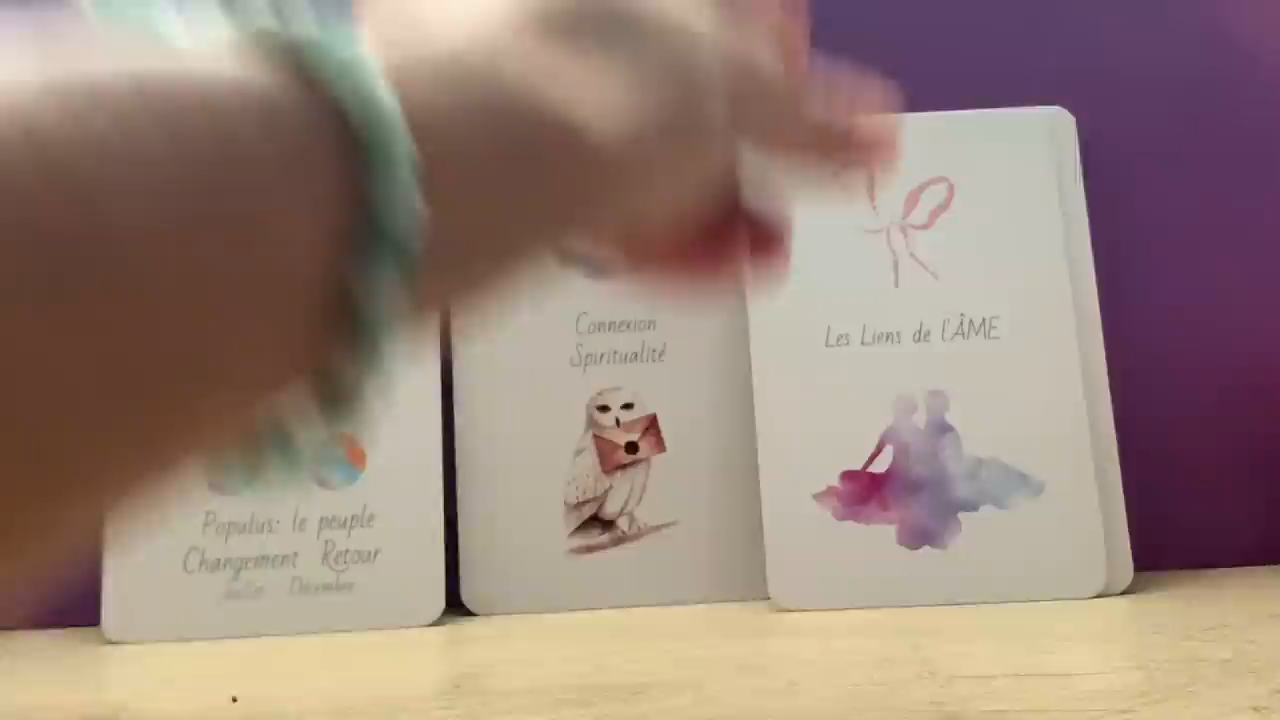 Populus: le peuple
Changement Retour
Décembre
Connexion
Spiritualité
Les Liens de l'ÂME